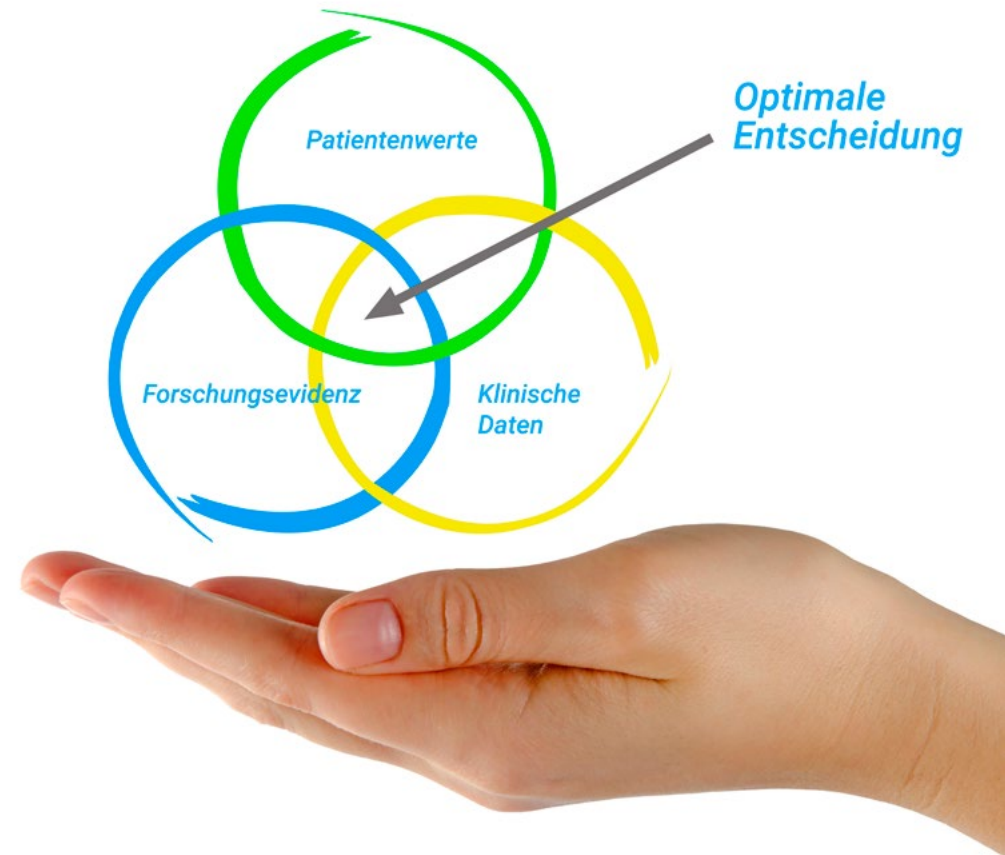 Optimale
Entscheidung
Patientenwerte
Forschungsevidenz
Klinische
Daten